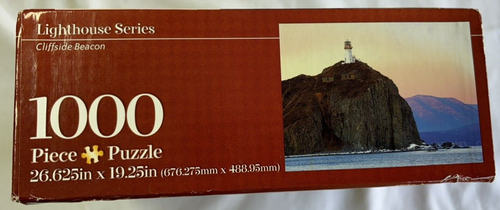 Lighthouse Series
Cliffside Beacon
1000
Piece Puzzle
26.625in x 19.25in (676.275mm x 488.95mm)